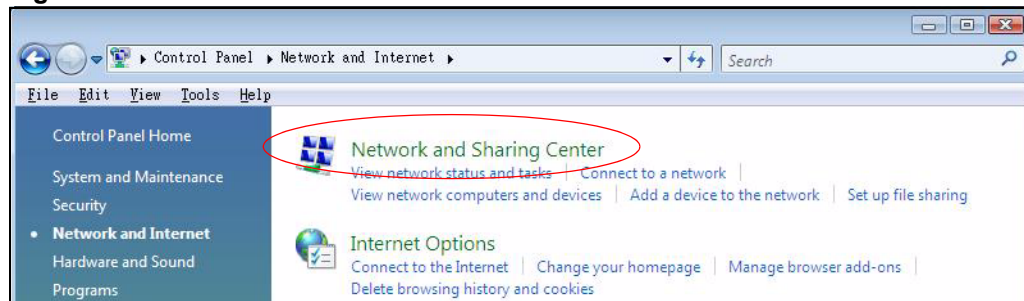 Control Panel Network and Internet Search
File Edit View Tools Help
Control Panel Home
System and Maintenance
Security
Network and Internet
Hardware and Sound
Programs
Network and Sharing Center
View network status and tasks Connect to a network
View network computers and devices Add a device to the network Set up file sharing
Internet Options
Connect to the Internet Change your homepage Manage browser add-ons
Delete browsing history and cookies